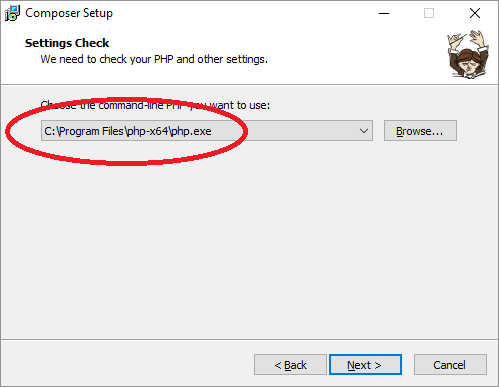 Composer Setup
Settings Check
We need to check your PHP and other settings.
Choose the command-line PHP you want to use:
C:\Program Files\php-x64\php.exe
Browse...
< Back
Next >
Cancel